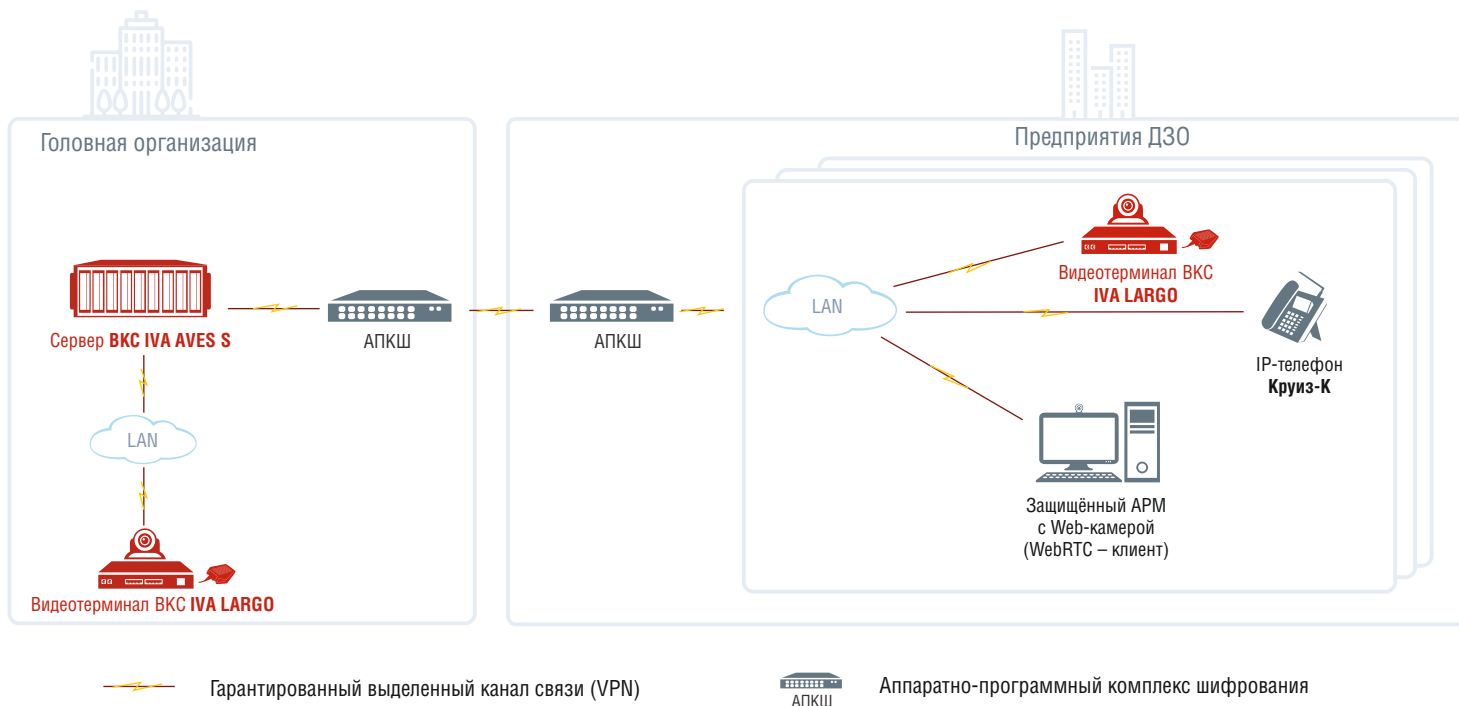 Головная организация
Предприятия ДЗО
Сервер ВКС IVA AVES S
АПКШ
АПКШ
LAN
Видеотерминал ВКС
IVA LARGO
IP-телефон
Круиз-К
LAN
Защищённый АРМ
с Web-камерой
(WebRTC – клиент)
Видеотерминал ВКС IVA LARGO
Гарантированный выделенный канал связи (VPN)
АПКШ
Аппаратно-программный комплекс шифрования